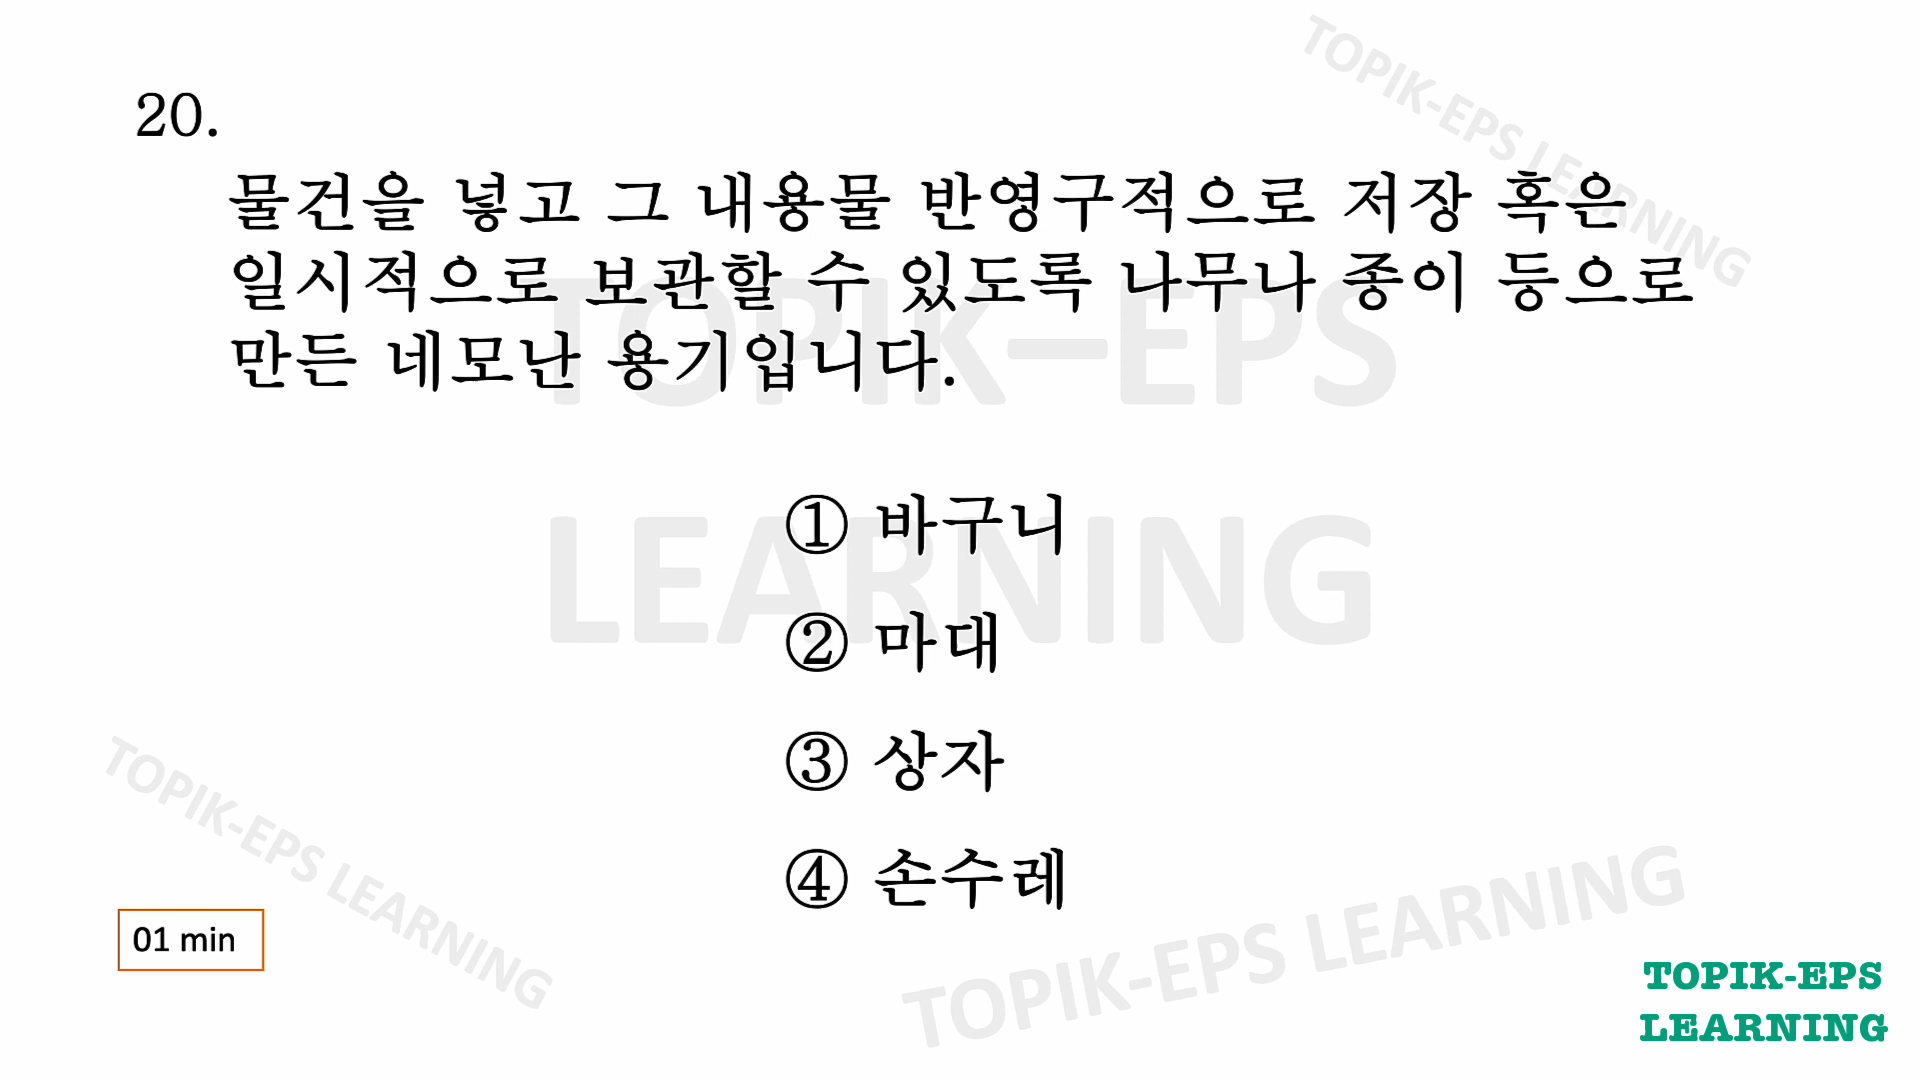 TOPIK-EPS LEARNING
20.
물건을 넣고 그 내용물 반영구적으로 저장 혹은
일시적으로 보관할 수 있도록 나무나 종이 등으로
만든 네모난 용기입니다.
TOPIK-EPS
LEARNING
① 바구니
② 마대
③ 상자
④ 손수레
TOPIK-EPS LEARNING
01 min
TOPIK-EPS LEARNING
TOPIK-EPS
LEARNING